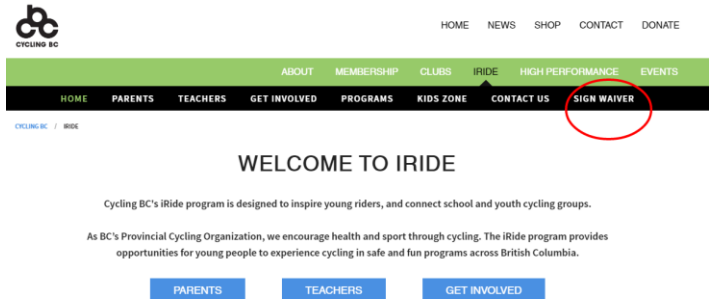 CYCLING BC
HOME NEWS SHOP CONTACT DONATE
ABOUT MEMBERSHIP CLUBS IRIDE HIGH PERFORMANCE EVENTS
HOME PARENTS TEACHERS GET INVOLVED PROGRAMS KIDS ZONE CONTACT US SIGN WAIVER
CYCLING BC / IRIDE
WELCOME TO IRIDE
Cycling BC's iRide program is designed to inspire young riders, and connect school and youth cycling groups.
As BC's Provincial Cycling Organization, we encourage health and sport through cycling. The iRide program provides
opportunities for young people to experience cycling in safe and fun programs across British Columbia.
PARENTS TEACHERS GET INVOLVED